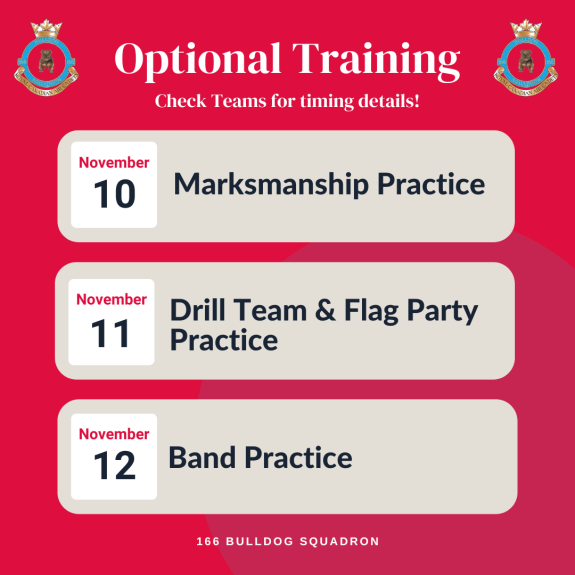 Optional Training
Check Teams for timing details!
November
10
Marksmanship Practice
November
11
Drill Team & Flag Party
Practice
November
12
Band Practice
166 BULLDOG SQUADRON